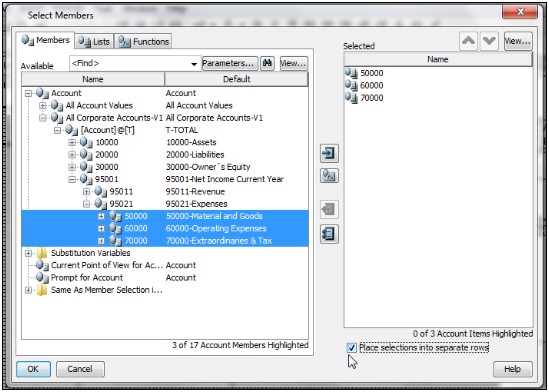 Select Members
Members Lists Functions
Available <Find> Parameters... View...
Name Default
Account Account
All Account Values Account
All Corporate Accounts-V1 All Corporate Accounts-V1
[Account]@[T] T-TOTAL
10000 10000-Assets
20000 20000-Liabilities
30000 30000-Owner`s Equity
95001 95001-Net Income Current Year
95011 95011-Revenue
95021 95021-Expenses
50000 50000-Material and Goods
60000 60000-Operating Expenses
70000 70000-Extraordinaries & Tax
Substitution Variables
Current Point of View for Ac... Account
Prompt for Account Account
Same As Member Selection i...
3 of 17 Account Members Highlighted
Selected View...
Name
50000
60000
70000
0 of 3 Account Items Highlighted
Place selections into separate rows
OK Cancel Help